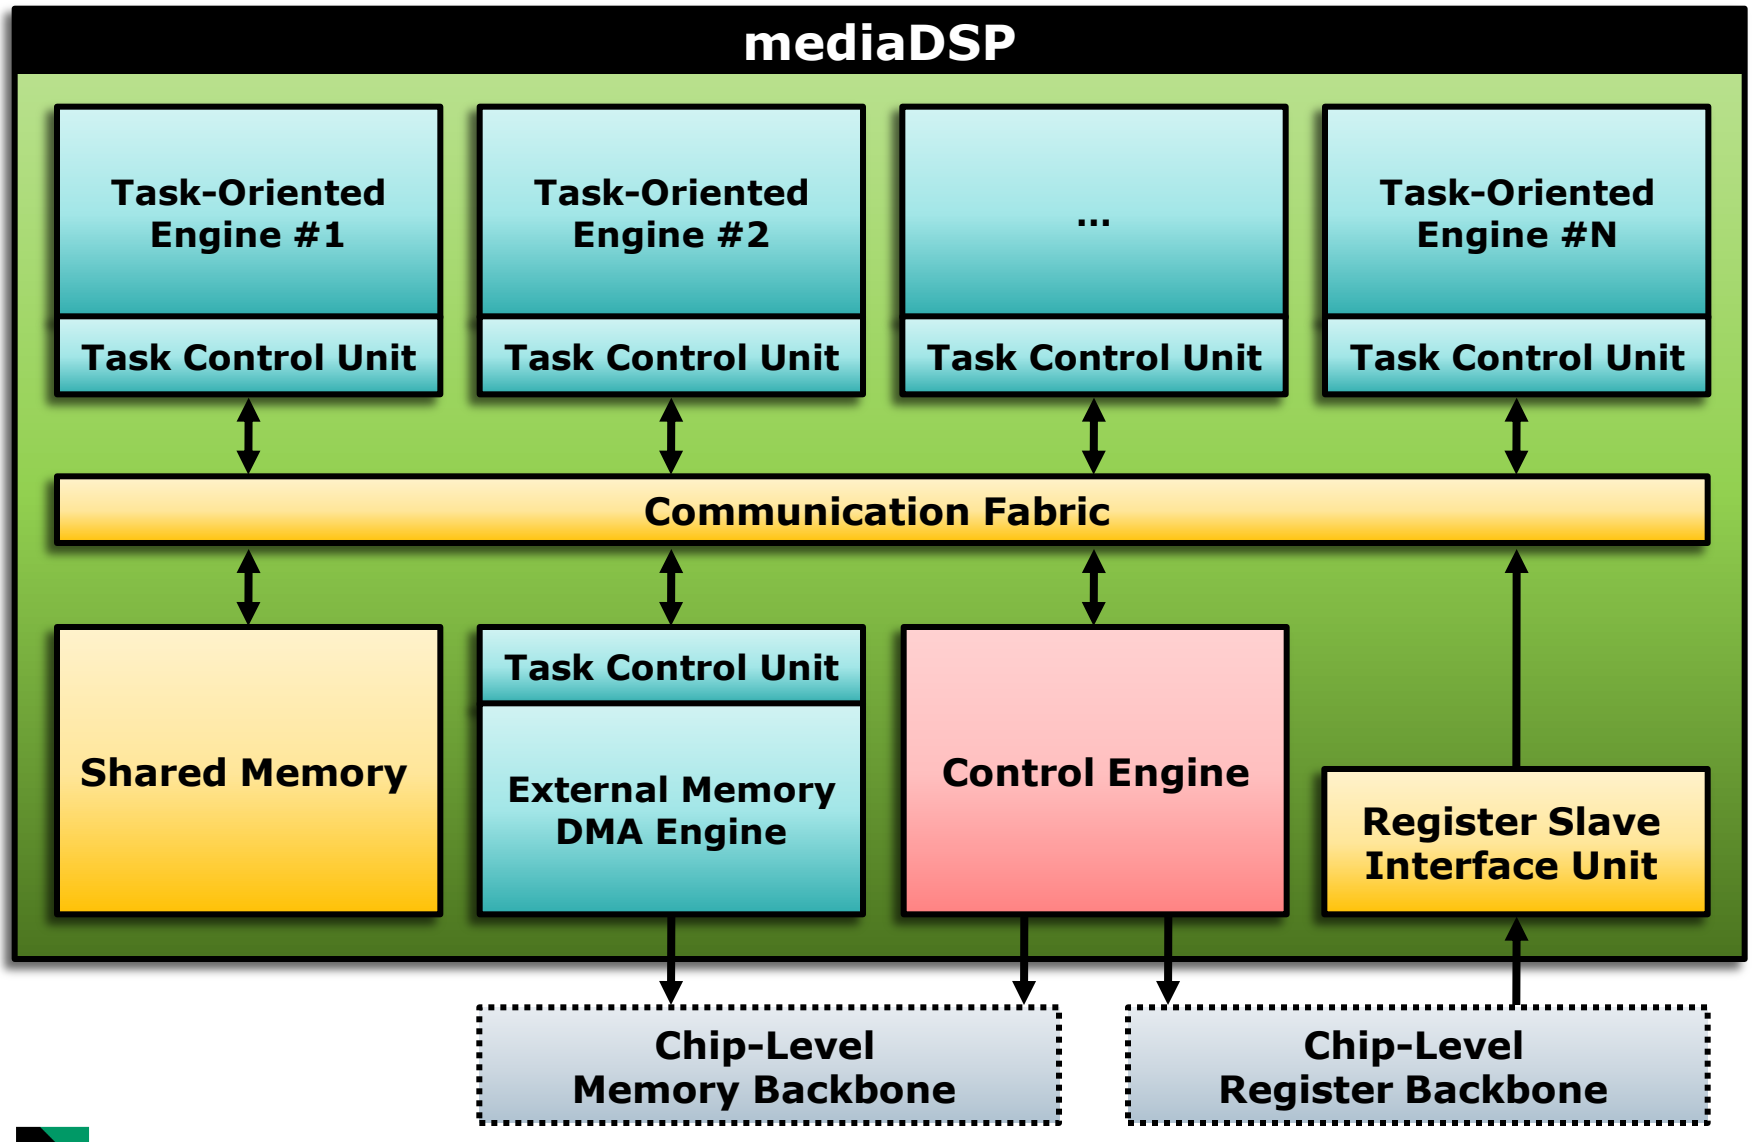 mediaDSP
Task-Oriented
Engine #1
Task-Oriented
Engine #2
...
Task-Oriented
Engine #N
Task Control Unit
Task Control Unit
Task Control Unit
Task Control Unit
Communication Fabric
Shared Memory
Task Control Unit
External Memory
DMA Engine
Control Engine
Register Slave
Interface Unit
Chip-Level
Memory Backbone
Chip-Level
Register Backbone